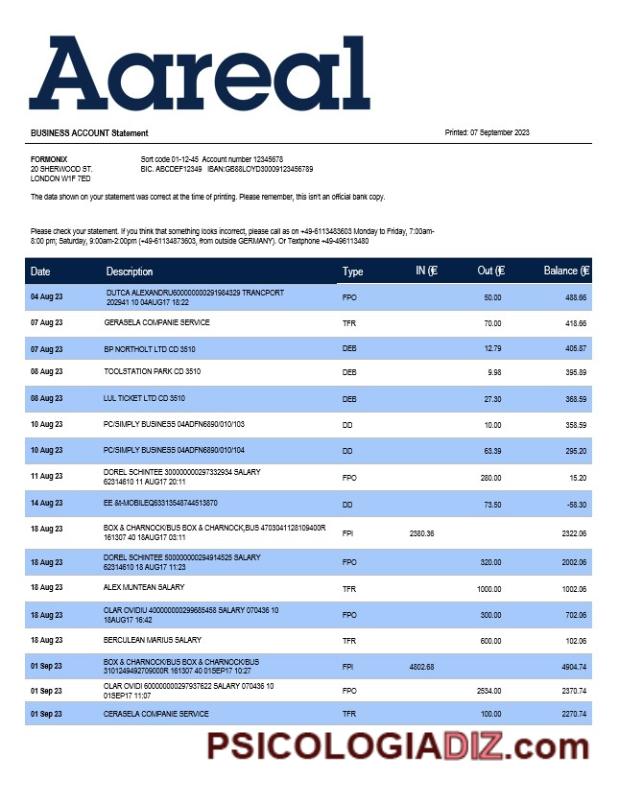 Aareal
BUSINESS ACCOUNT Statement Printed: 07 September 2023
FORMONIX Sort code 01-12-45 Account number 12345678
20 SHERWOOD ST. BIC. ABCDEF12349 IBAN:GB88LOYD30009123456789
LONDON W1F 7ED
The data shown on your statement was correct at the time of printing. Please remember, this isn't an official bank copy.
Please check your statement. If you think that something looks incorrect, please call as on +49-6113483603 Monday to Friday, 7:00am-
8:00 pm; Saturday, 9:00am-2:00pm (+49-6134873603, from outside GERMANY). Or Textphone +49-496113480
Date Description Type IN (€ Out (€ Balance (€
04 Aug 23 DUTCA ALEXANDRU600000000291984329 TRANCPORT FPO 50.00 488.66
202941 10 04AUG17 18:22
07 Aug 23 GERASELA COMPANIE SERVICE TFR 70.00 418.66
07 Aug 23 BP NORTHOLT LTD CD 3510 DEB 12.79 405.87
08 Aug 23 TOOLSTATION PARK CD 3510 DEB 9.98 395.89
08 Aug 23 LUL TICKET LTD CD 3510 DEB 27.30 368.59
10 Aug 23 PC/SIMPLY BUSINESS 04ADFN6890/010/103 DD 10.00 358.59
10 Aug 23 PC/SIMPLY BUSINESS 04ADFN6890/010/104 DD 63.39 295.20
11 Aug 23 DOREL SCHINTEE 300000000297332934 SALARY FPO 280.00 15.20
62314610 11 AUG17 20:11
14 Aug 23 EE &t-MOBILEQ63313548744513870 DD 73.50 -58.30
18 Aug 23 BOX & CHARNOCK/BUS BOX & CHARNOCK,BUS 4703041128109400R FPI 2380.36 2322.06
161307 40 18AUG17 03:11
18 Aug 23 DOREL SCHINTEE 500000000294914525 SALARY FPO 320.00 2002.06
62314610 18 AUG17 11:23
18 Aug 23 ALEX MUNTEAN SALARY TFR 1000.00 1002.06
18 Aug 23 OLAR OVIDIU 400000000299685458 SALARY 070436 10 FPO 300.00 702.06
18AUG17 16:42
18 Aug 23 BERCULEAN MARIUS SALARY TFR 600.00 102.06
01 Sep 23 BOX & CHARNOCK/BUS BOX & CHARNOCK/BUS FPI 4802.68 4904.74
3101249492709000R 161307 40 01SEP17 10:27
01 Sep 23 OLAR OVIDI 600000000297937622 SALARY 070436 10 FPO 2534.00 2370.74
01SEP17 11:07
01 Sep 23 CERASELA COMPANIE SERVICE TFR 100.00 2270.74
PSICOLOGIADIZ.com